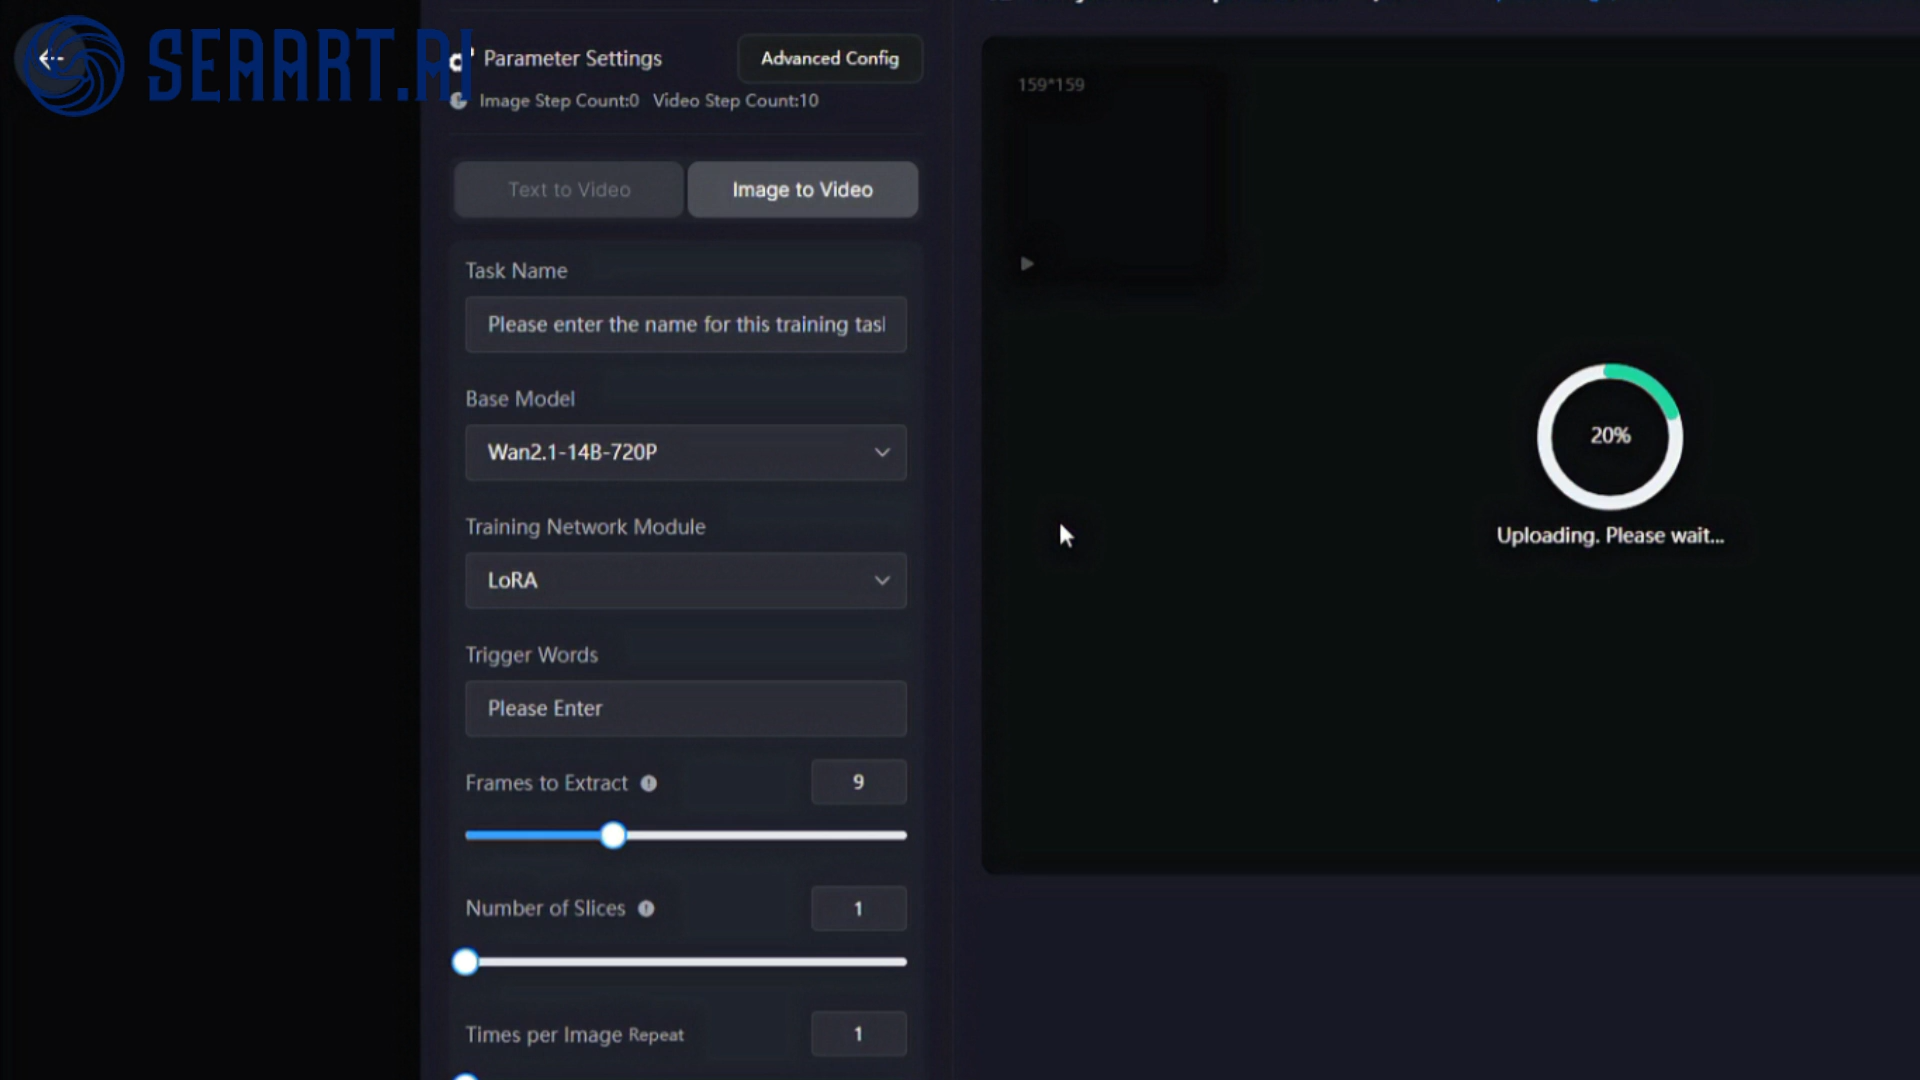 SEAART.AI
Parameter Settings
Advanced Config
Image Step Count:0 Video Step Count:10
159*159
Text to Video
Image to Video
Task Name
Please enter the name for this training tas
Base Model
Wan2.1-14B-720P
20%
Training Network Module
Uploading. Please wait...
LoRA
Trigger Words
Please Enter
Frames to Extract
9
Number of Slices
1
Times per Image Repeat
1